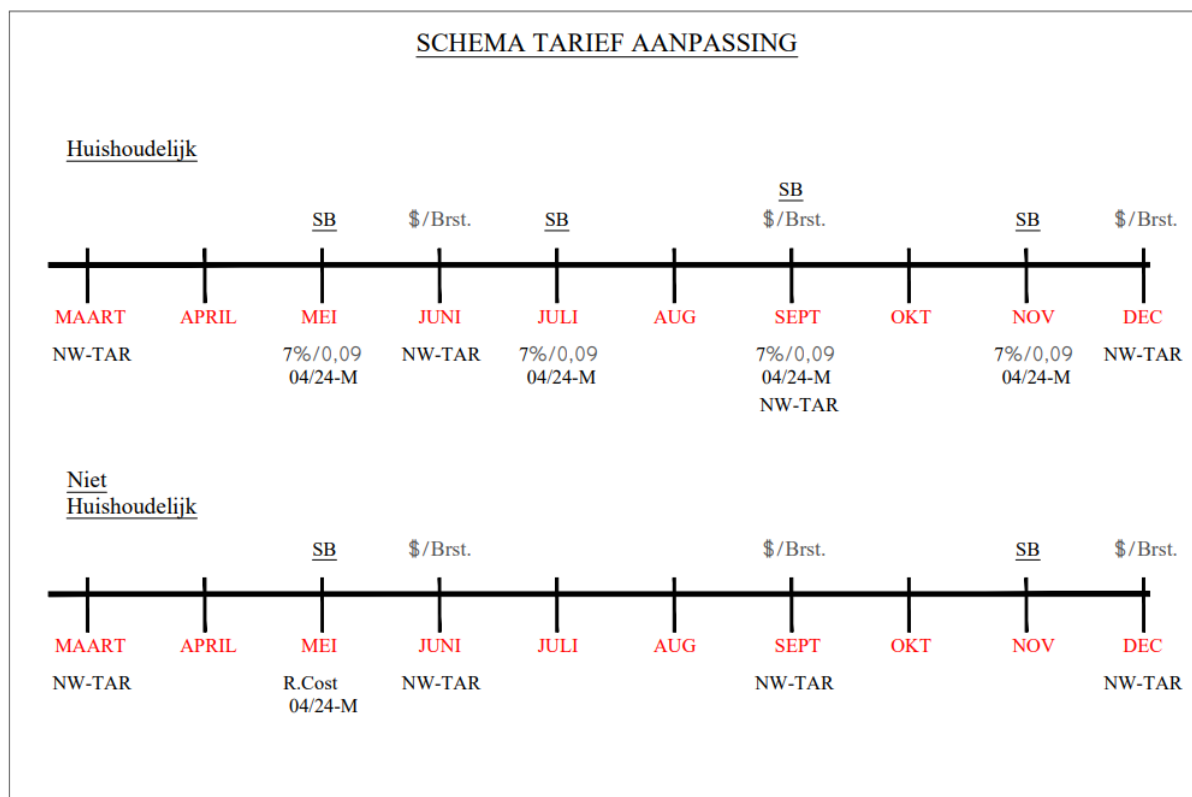 SCHEMA TARIEF AANPASSING
Huishoudelijk
SB
SB $/Brst. SB $/Brst. SB $/Brst.
MAART APRIL MEI JUNI JULI AUG SEPT OKT NOV DEC
NW-TAR 7%/0,09 NW-TAR 7%/0,09 7%/0,09 7%/0,09 NW-TAR
04/24-M 04/24-M 04/24-M 04/24-M
NW-TAR
Niet
Huishoudelijk
SB $/Brst. $/Brst. SB $/Brst.
MAART APRIL MEI JUNI JULI AUG SEPT OKT NOV DEC
NW-TAR R.Cost NW-TAR NW-TAR NW-TAR
04/24-M